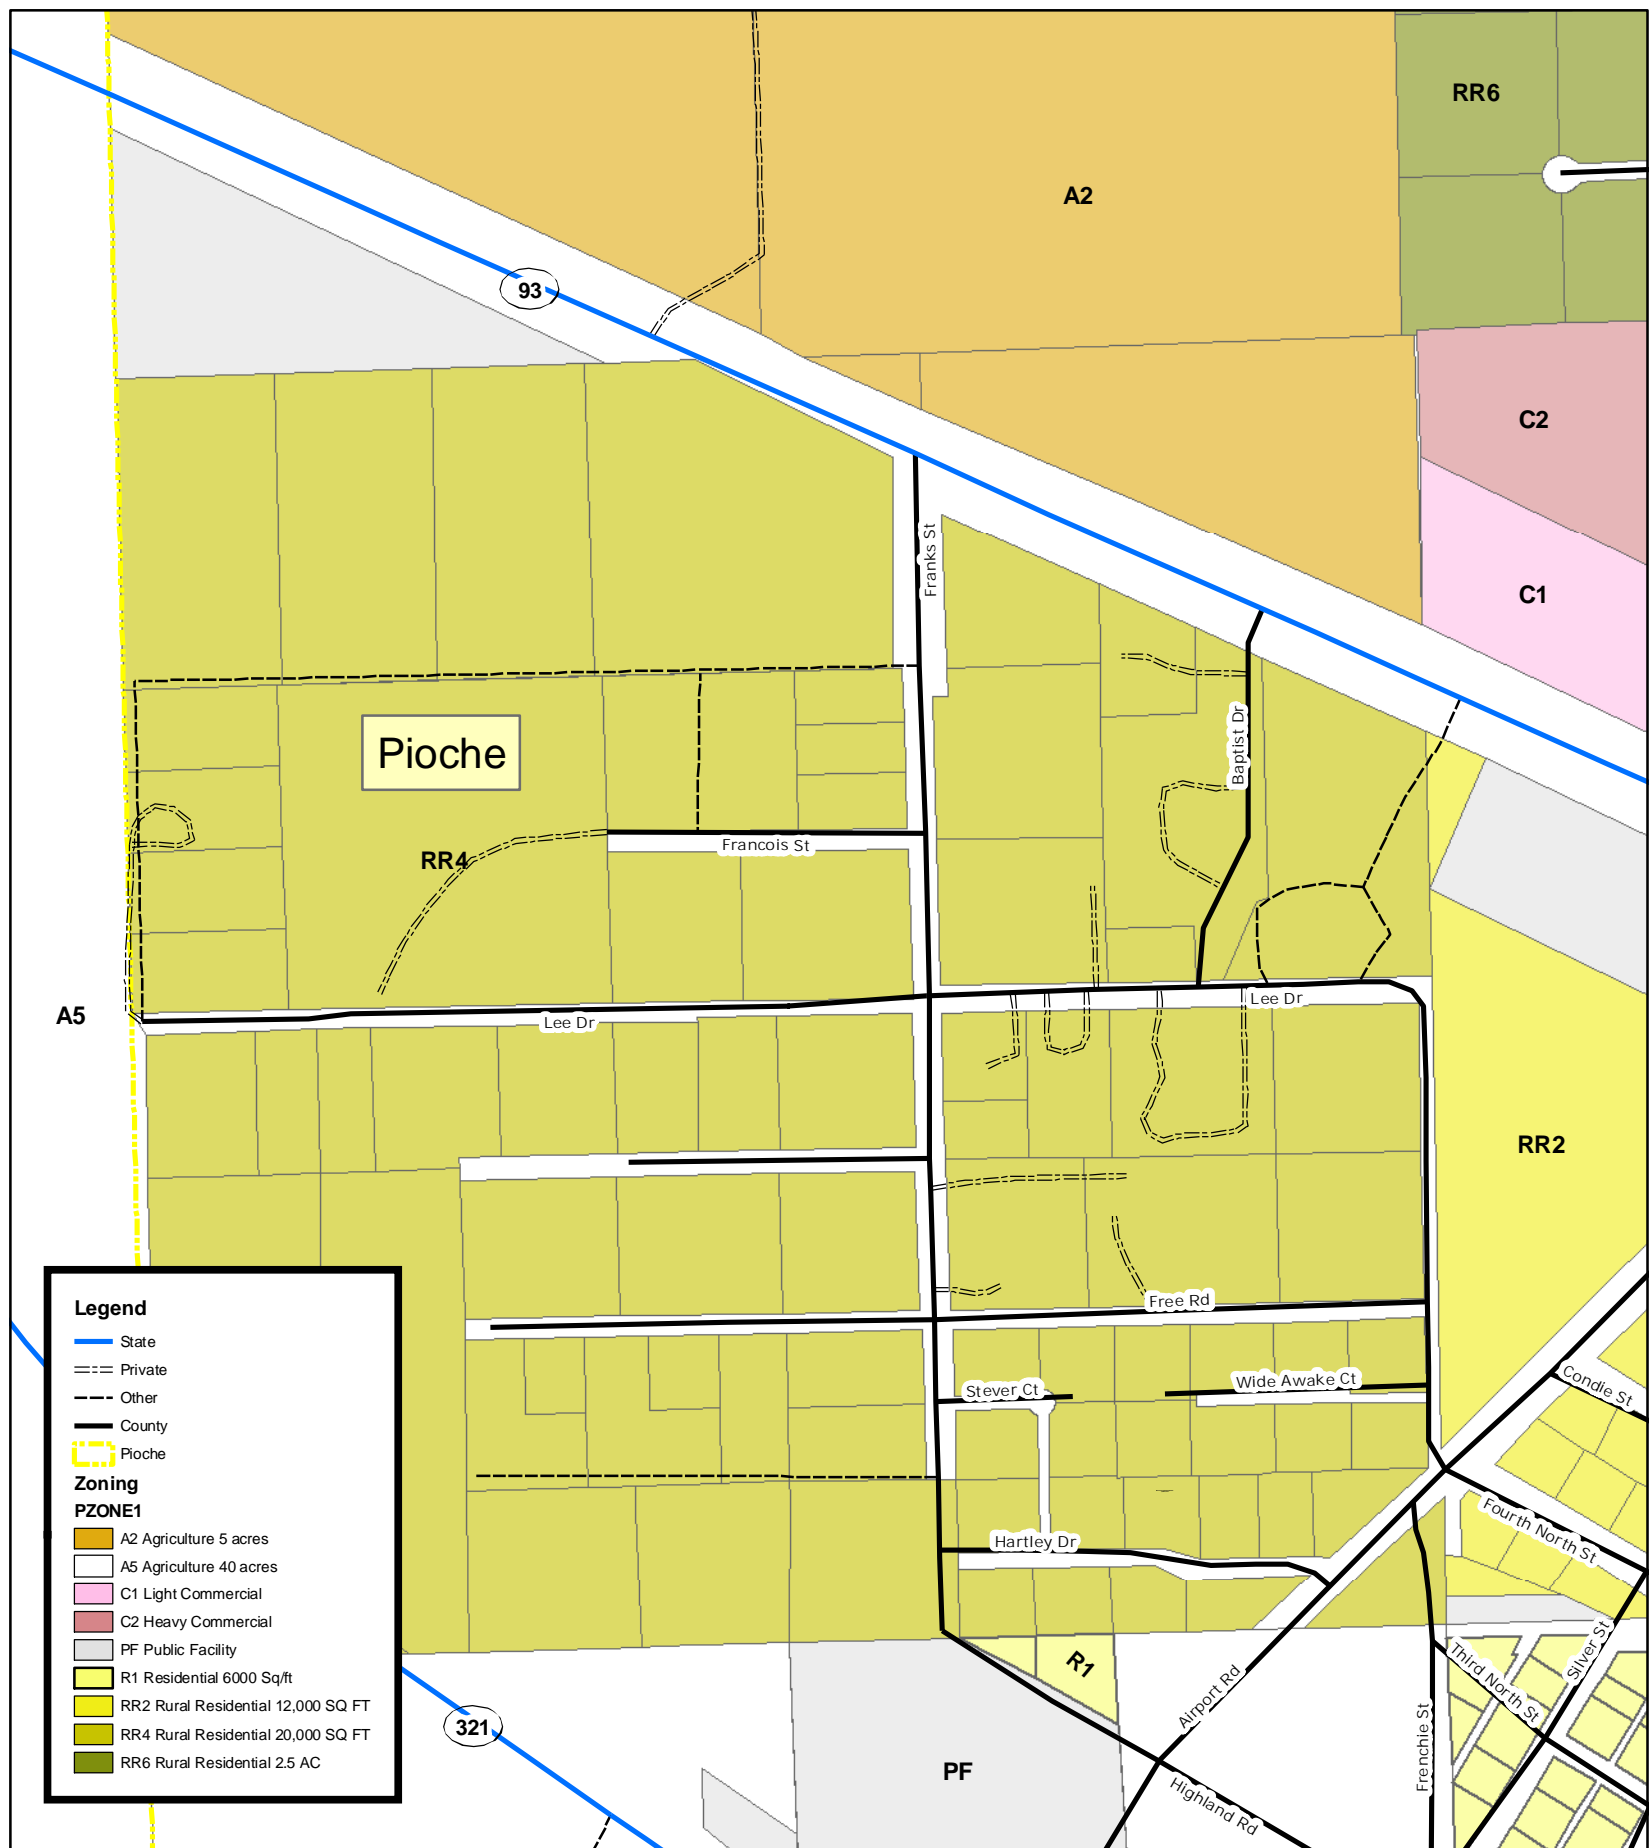 RR6
A2
93
C2
C1
Franks St
Baptist Dr
Pioche
Francois St
RR4
Lee Dr
A5
Lee Dr
RR2
Free Rd
Stever Ct
Wide Awake Ct
Condie St
Fourth North St
Hartley Dr
R1
Airport Rd
Third North St
Silver St
Frenchie St
321
PF
Highland Rd
Legend
State
Private
Other
County
Pioche
Zoning
PZONE1
A2 Agriculture 5 acres
A5 Agriculture 40 acres
C1 Light Commercial
C2 Heavy Commercial
PF Public Facility
R1 Residential 6000 Sq/ft
RR2 Rural Residential 12,000 SQ FT
RR4 Rural Residential 20,000 SQ FT
RR6 Rural Residential 2.5 AC